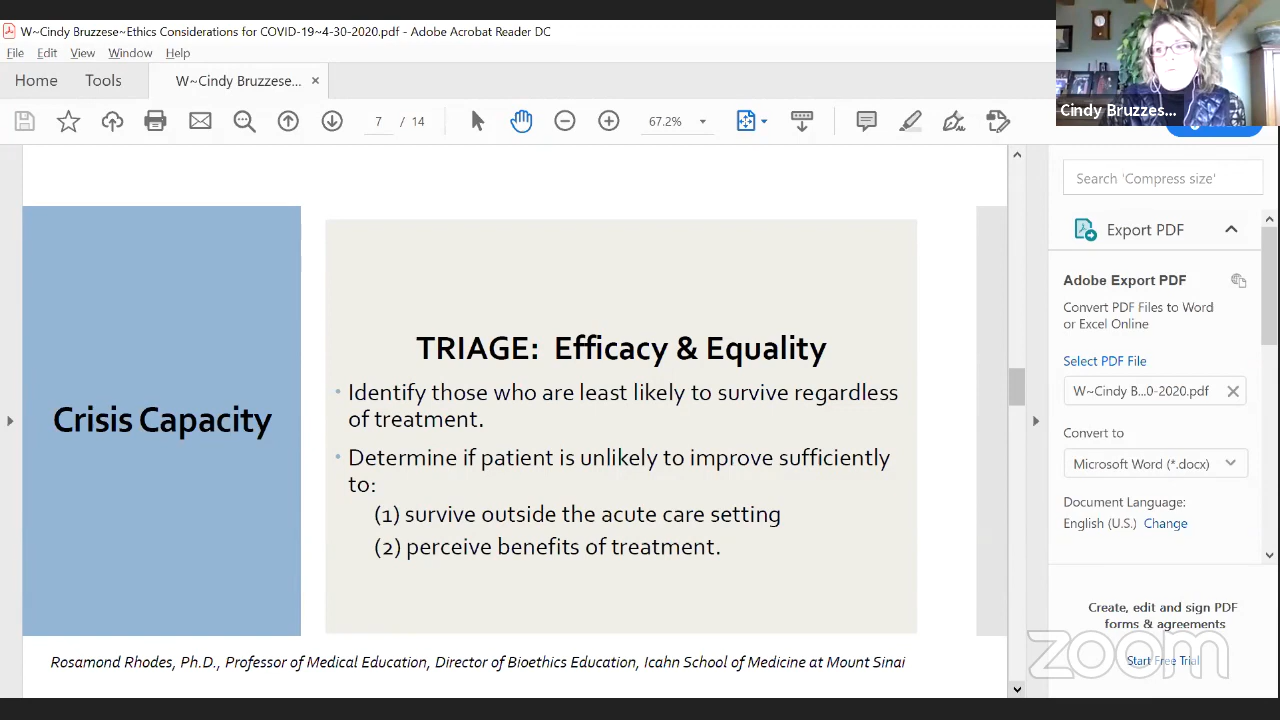 W~Cindy Bruzzese~Ethics Considerations for COVID-19~4-30-2020.pdf - Adobe Acrobat Reader DC
File Edit View Window Help
Home Tools W~Cindy Bruzzese... ×
7 / 14 67.2%
Cindy Bruzzes...
Search 'Compress size'
Export PDF
Adobe Export PDF
Convert PDF Files to Word
or Excel Online
Select PDF File
W~Cindy B...0-2020.pdf
Convert to
Microsoft Word (*.docx)
Document Language:
English (U.S.) Change
Create, edit and sign PDF
forms & agreements
Start Free Trial
zoom
Crisis Capacity
TRIAGE: Efficacy & Equality
• Identify those who are least likely to survive regardless
of treatment.
• Determine if patient is unlikely to improve sufficiently
to:
(1) survive outside the acute care setting
(2) perceive benefits of treatment.
Rosamond Rhodes, Ph.D., Professor of Medical Education, Director of Bioethics Education, Icahn School of Medicine at Mount Sinai